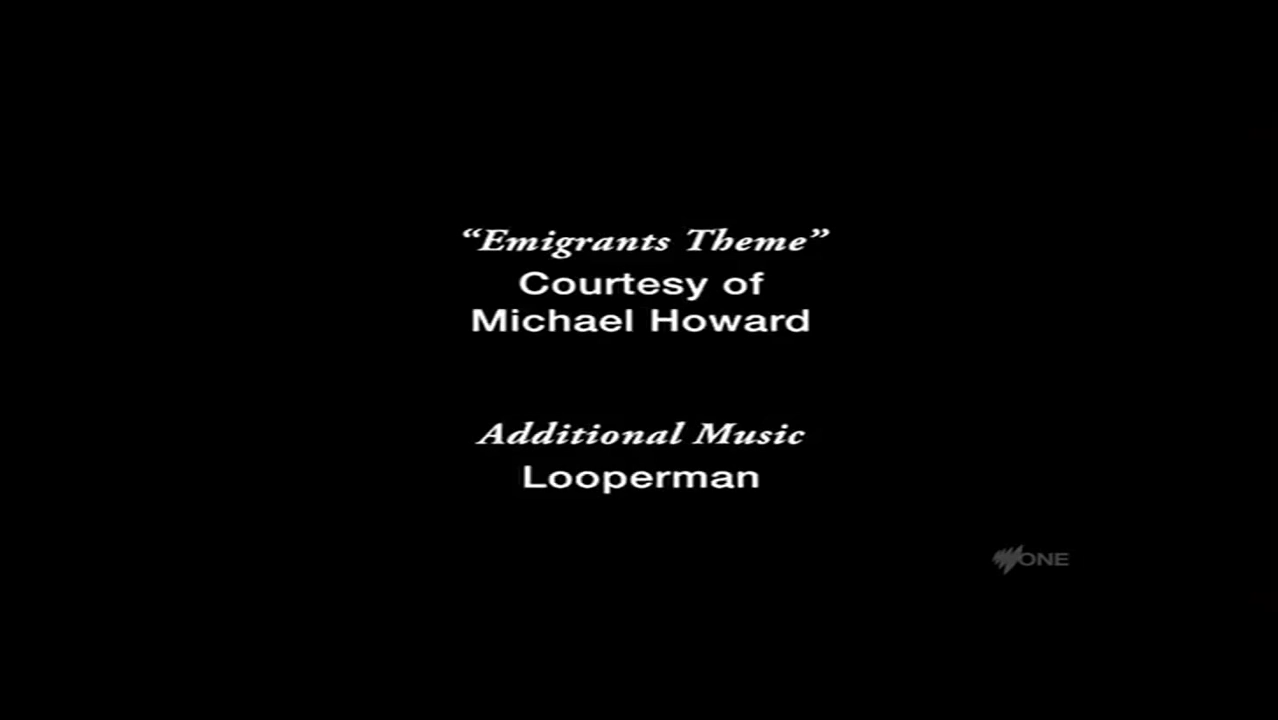 “Emigrants Theme”
Courtesy of
Michael Howard
Additional Music
Looperman
ONE